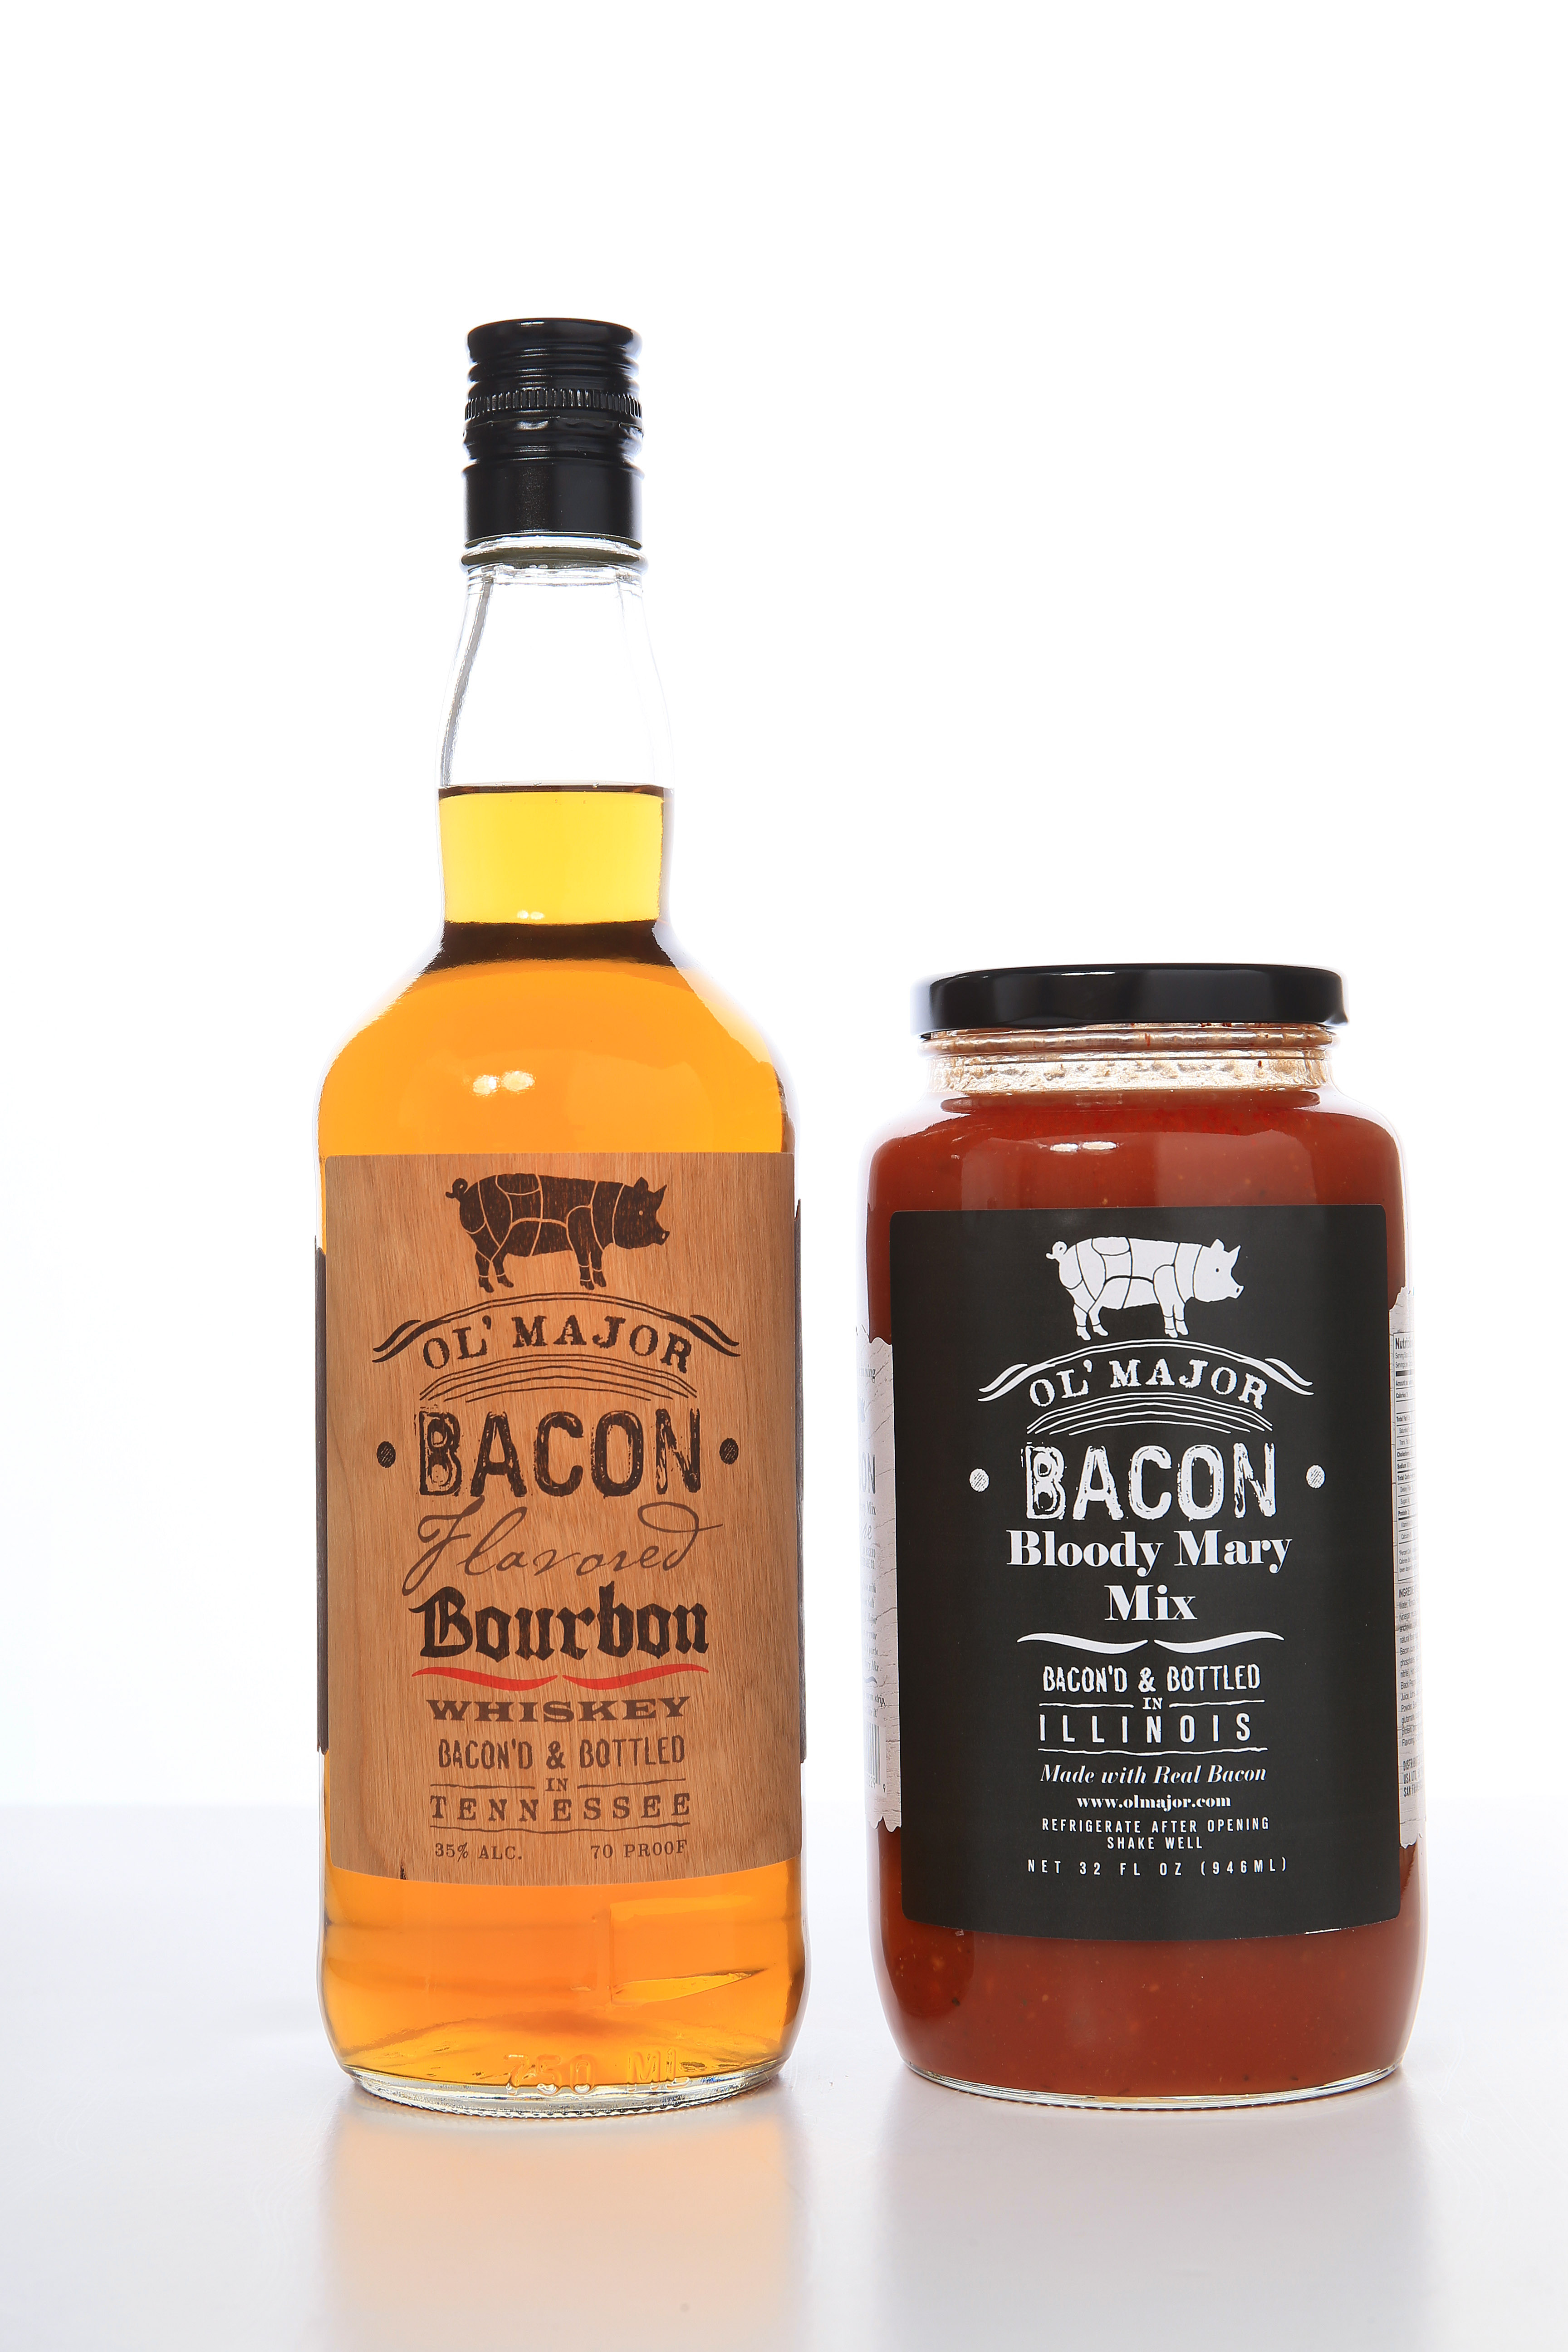 OL' MAJOR
• BACON •
Flavored
Bourbon
WHISKEY
BACON'D & BOTTLED
IN
TENNESSEE
35% ALC. 70 PROOF
750 ML
OL' MAJOR
• BACON •
Bloody Mary
Mix
BACON'D & BOTTLED
IN
ILLINOIS
Made with Real Bacon
www.olmajor.com
REFRIGERATE AFTER OPENING
SHAKE WELL
NET 32 FL OZ (946ML)